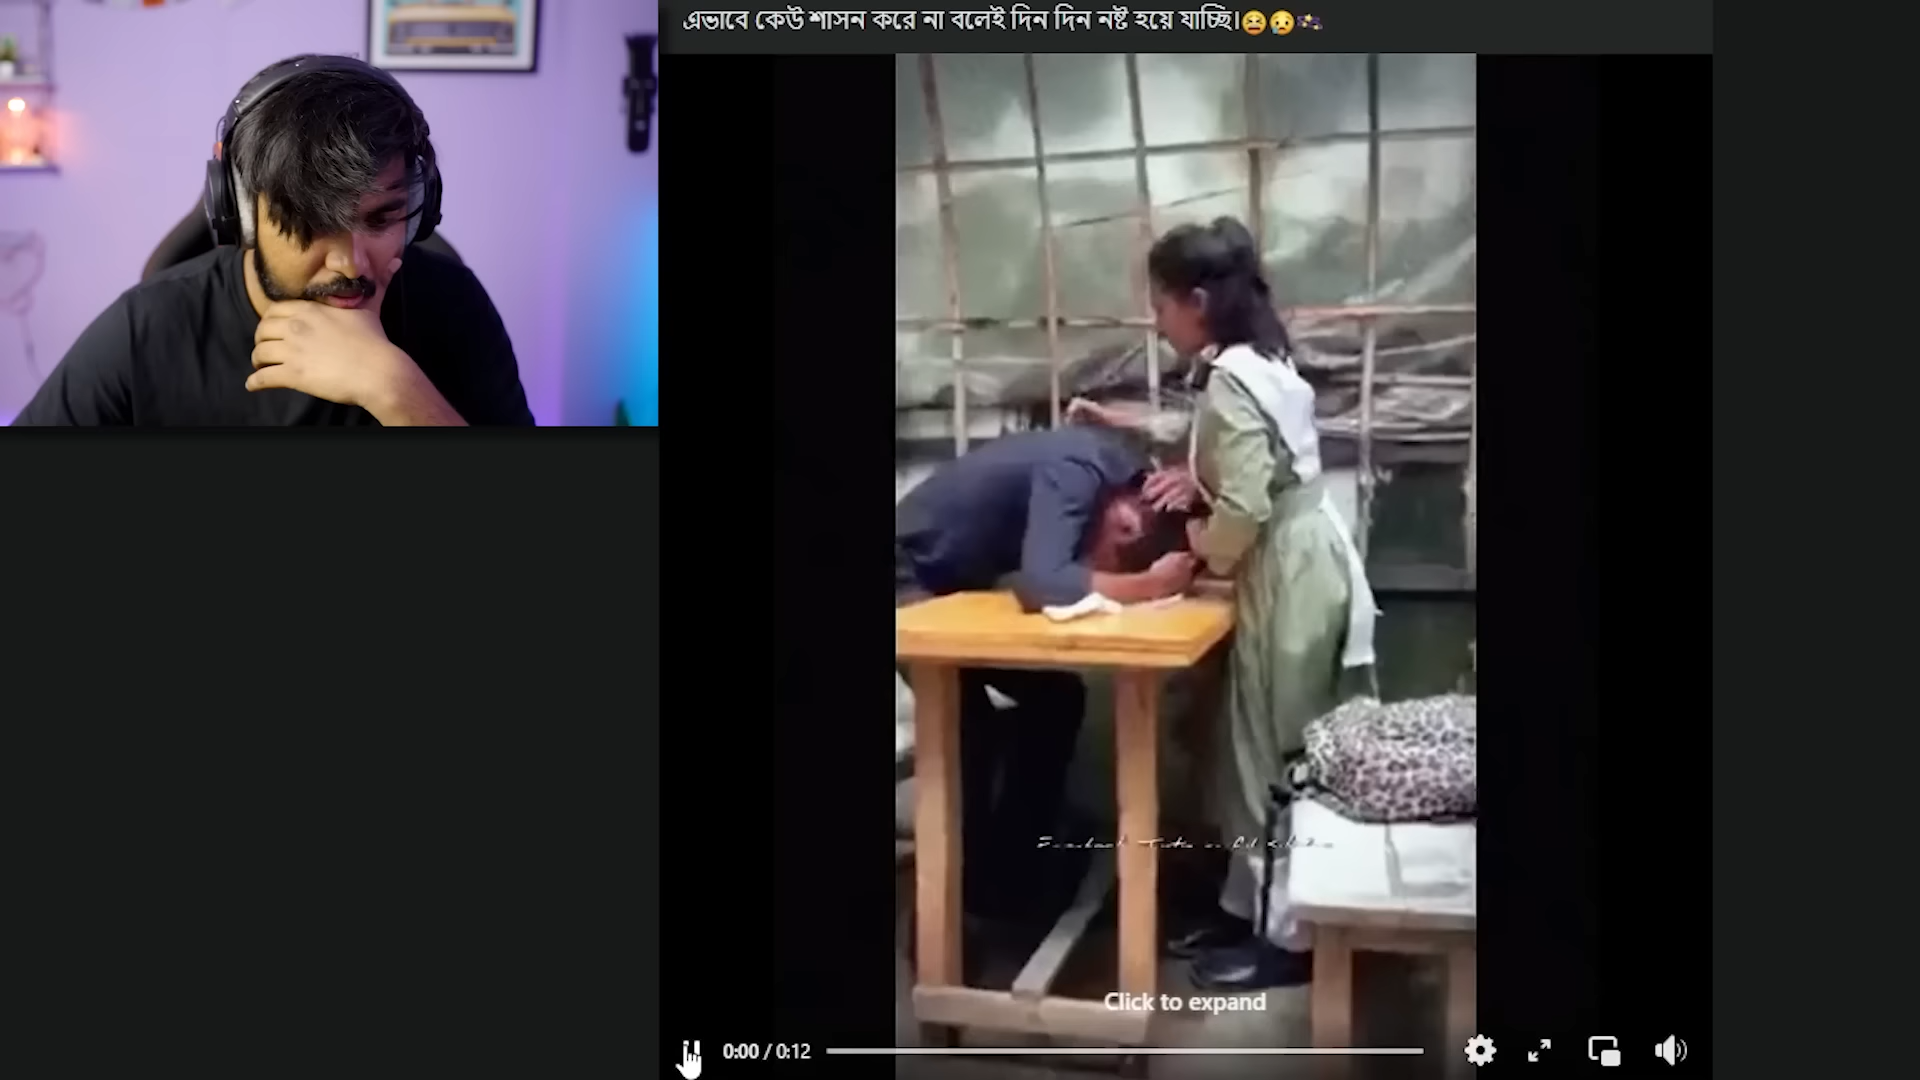 এভাবে কেউ শাসন করে না বলেই দিন দিন নষ্ট হয়ে যাচ্ছি।😫😥✨
Click to expand
0:00 / 0:12